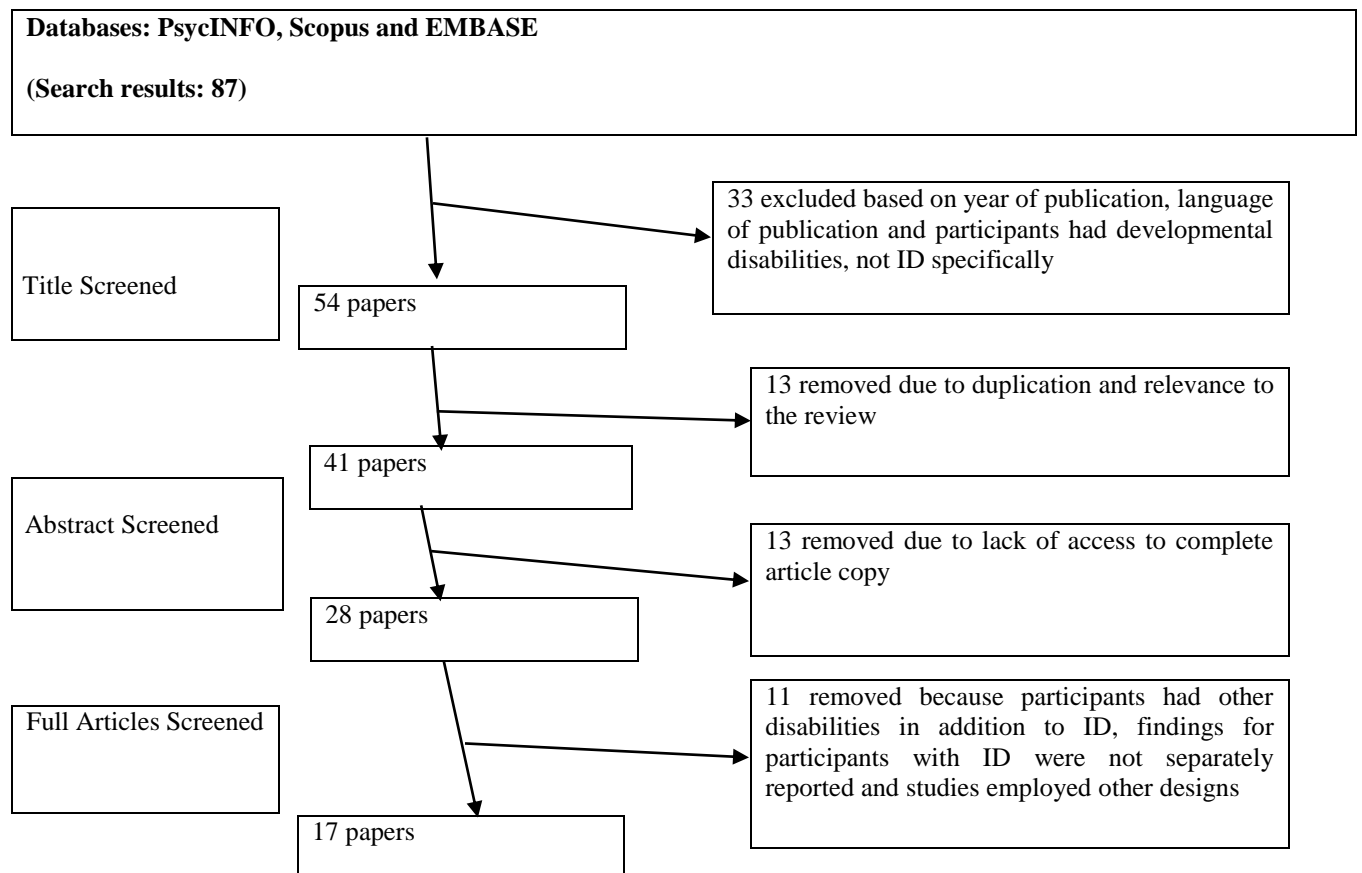 Databases: PsycINFO, Scopus and EMBASE
(Search results: 87)
33 excluded based on year of publication, language
of publication and participants had developmental
disabilities, not ID specifically
Title Screened
54 papers
13 removed due to duplication and relevance to
the review
41 papers
Abstract Screened
13 removed due to lack of access to complete
article copy
28 papers
Full Articles Screened
11 removed because participants had other
disabilities in addition to ID, findings for
participants with ID were not separately
reported and studies employed other designs
17 papers